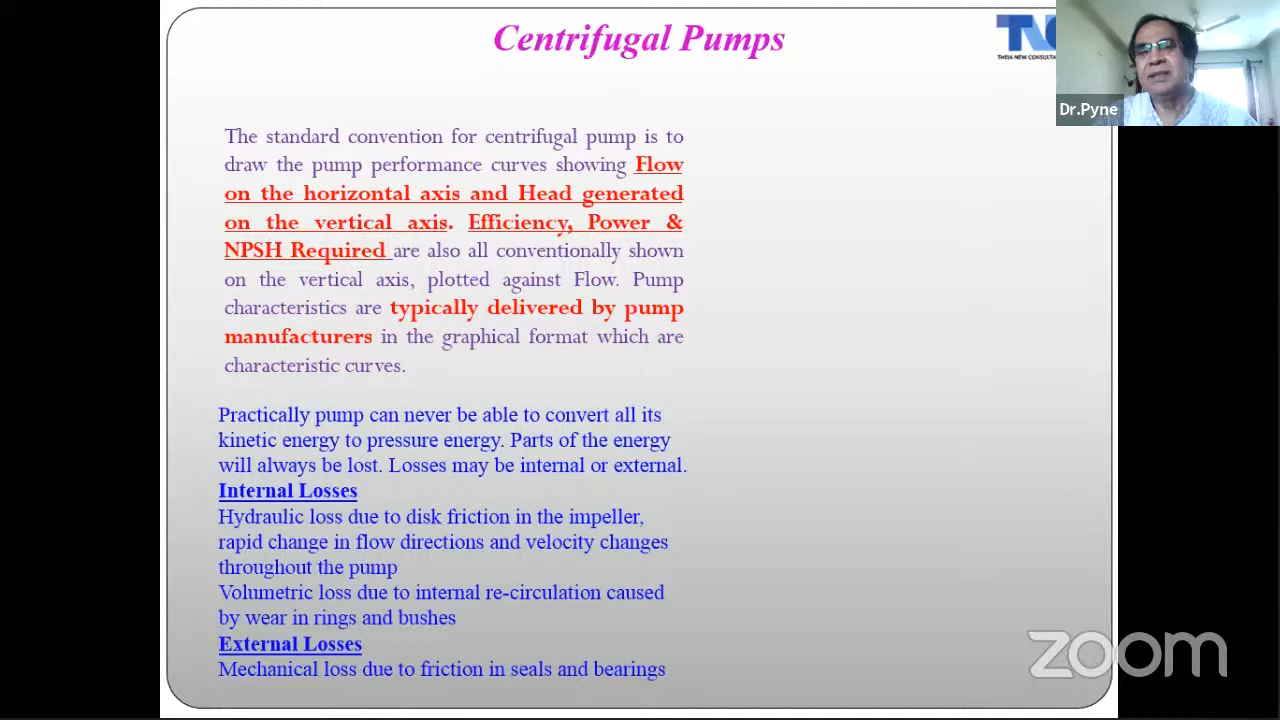 Centrifugal Pumps
THEIA NEW CONSULTA
Dr.Pyne
The standard convention for centrifugal pump is to
draw the pump performance curves showing Flow
on the horizontal axis and Head generated
on the vertical axis. Efficiency, Power &
NPSH Required are also all conventionally shown
on the vertical axis, plotted against Flow. Pump
characteristics are typically delivered by pump
manufacturers in the graphical format which are
characteristic curves.
Practically pump can never be able to convert all its
kinetic energy to pressure energy. Parts of the energy
will always be lost. Losses may be internal or external.
Internal Losses
Hydraulic loss due to disk friction in the impeller,
rapid change in flow directions and velocity changes
throughout the pump
Volumetric loss due to internal re-circulation caused
by wear in rings and bushes
External Losses
Mechanical loss due to friction in seals and bearings
zoom